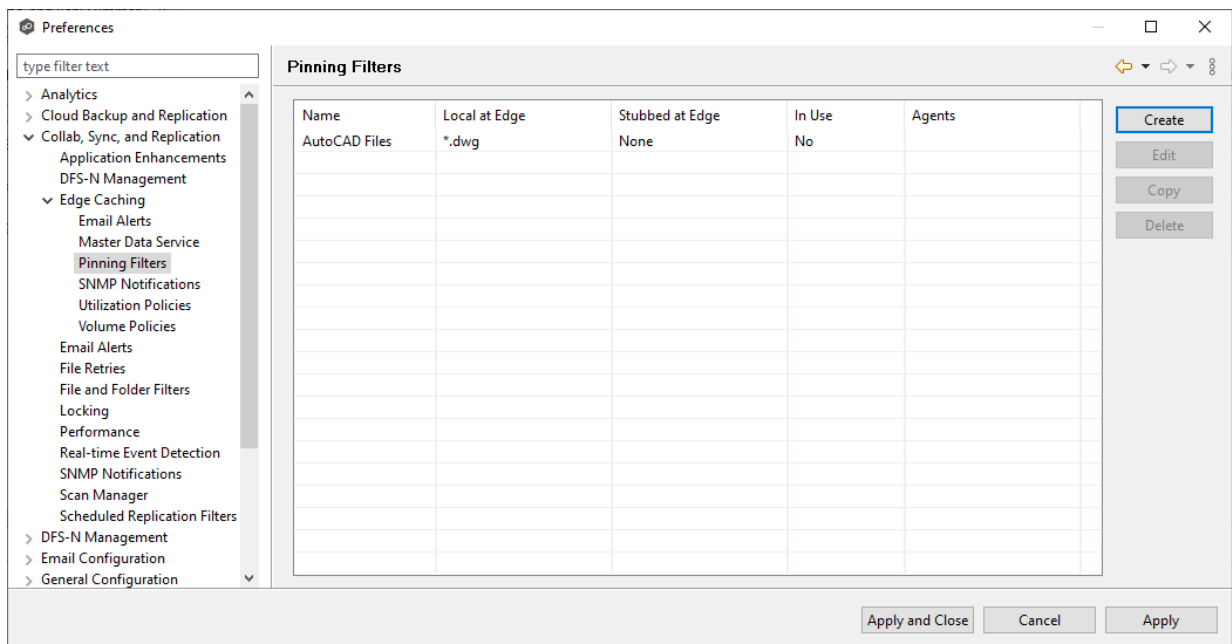 Preferences
type filter text
Analytics
Cloud Backup and Replication
Collab, Sync, and Replication
Application Enhancements
DFS-N Management
Edge Caching
Email Alerts
Master Data Service
Pinning Filters
SNMP Notifications
Utilization Policies
Volume Policies
Email Alerts
File Retries
File and Folder Filters
Locking
Performance
Real-time Event Detection
SNMP Notifications
Scan Manager
Scheduled Replication Filters
DFS-N Management
Email Configuration
General Configuration
Pinning Filters
Name Local at Edge Stubbed at Edge In Use Agents
AutoCAD Files *.dwg None No
Create
Edit
Copy
Delete
Apply and Close Cancel Apply